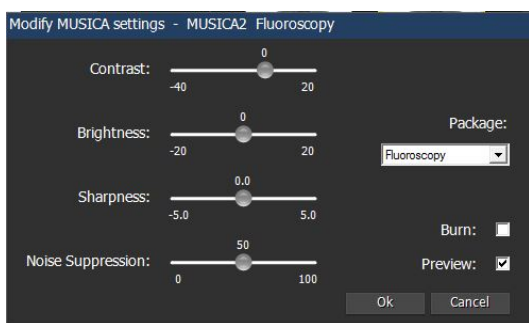 Modify MUSICA settings - MUSICA2 Fluoroscopy
0
Contrast:
-40 20
0
Brightness:
-20 20
0.0
Sharpness:
-5.0 5.0
50
Noise Suppression:
0 100
Package:
Fluoroscopy
Burn:
Preview:
Ok Cancel